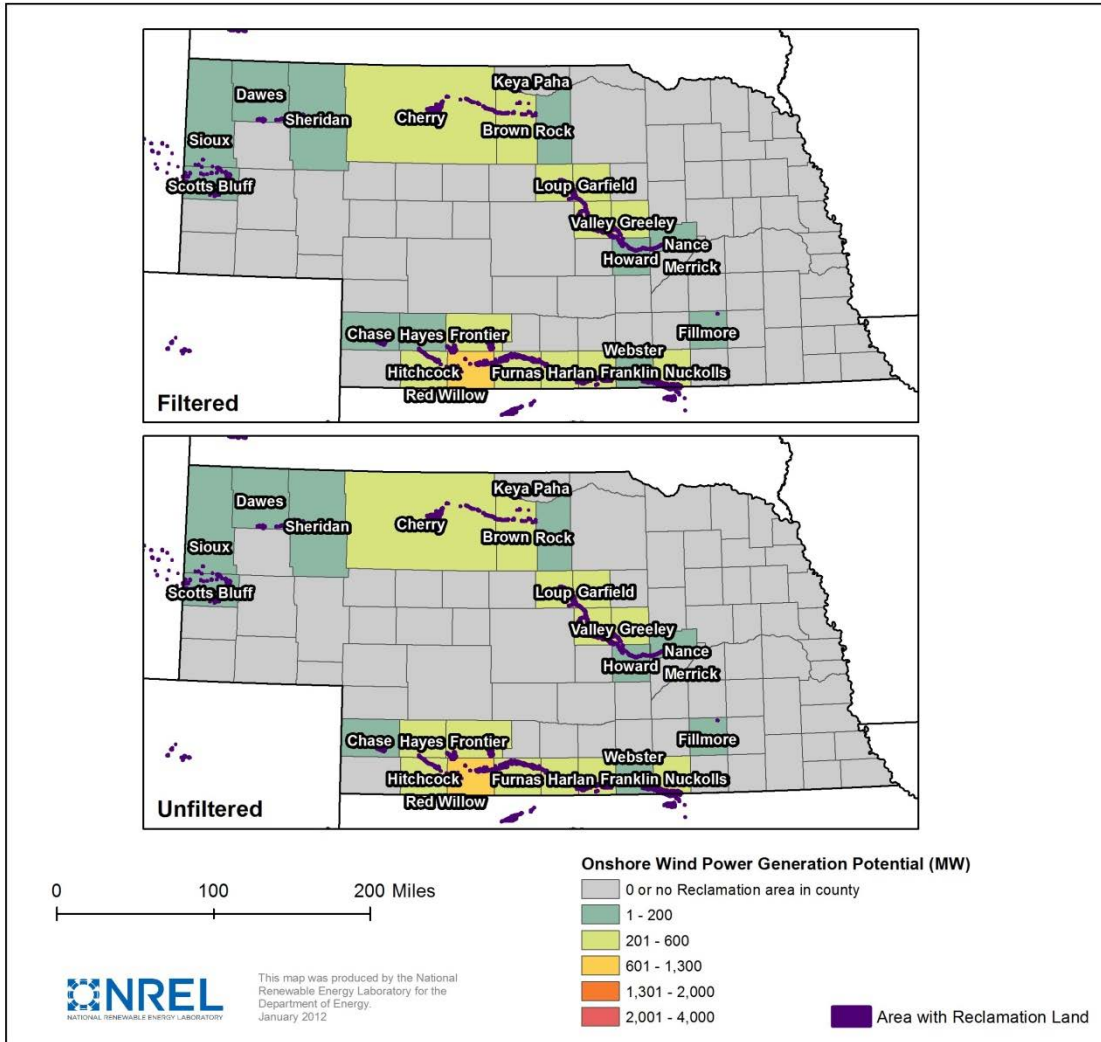 Keya Paha
Dawes
Sheridan
Cherry
Sioux
Brown Rock
Scotts Bluff
Loup Garfield
Valley Greeley
Nance
Howard
Merrick
Chase Hayes Frontier
Fillmore
Webster
Hitchcock
Furnas Harlan
Franklin Nuckolls
Red Willow
Filtered
Keya Paha
Dawes
Sheridan
Cherry
Sioux
Brown Rock
Scotts Bluff
Loup Garfield
Valley Greeley
Nance
Howard
Merrick
Chase Hayes Frontier
Fillmore
Webster
Hitchcock
Furnas Harlan
Franklin Nuckolls
Red Willow
Unfiltered
0 100 200 Miles
Onshore Wind Power Generation Potential (MW)
0 or no Reclamation area in county
1 - 200
201 - 600
601 - 1,300
1,301 - 2,000
2,001 - 4,000
Area with Reclamation Land
NREL
NATIONAL RENEWABLE ENERGY LABORATORY
This map was produced by the National
Renewable Energy Laboratory for the
Department of Energy.
January 2012